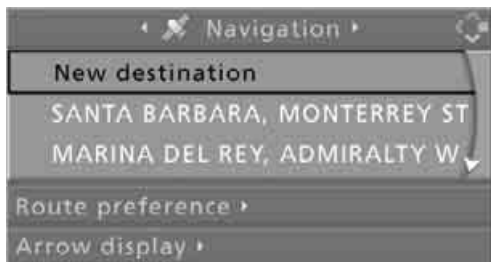 Navigation
New destination
SANTA BARBARA, MONTERREY ST
MARINA DEL REY, ADMIRALTY W
Route preference
Arrow display